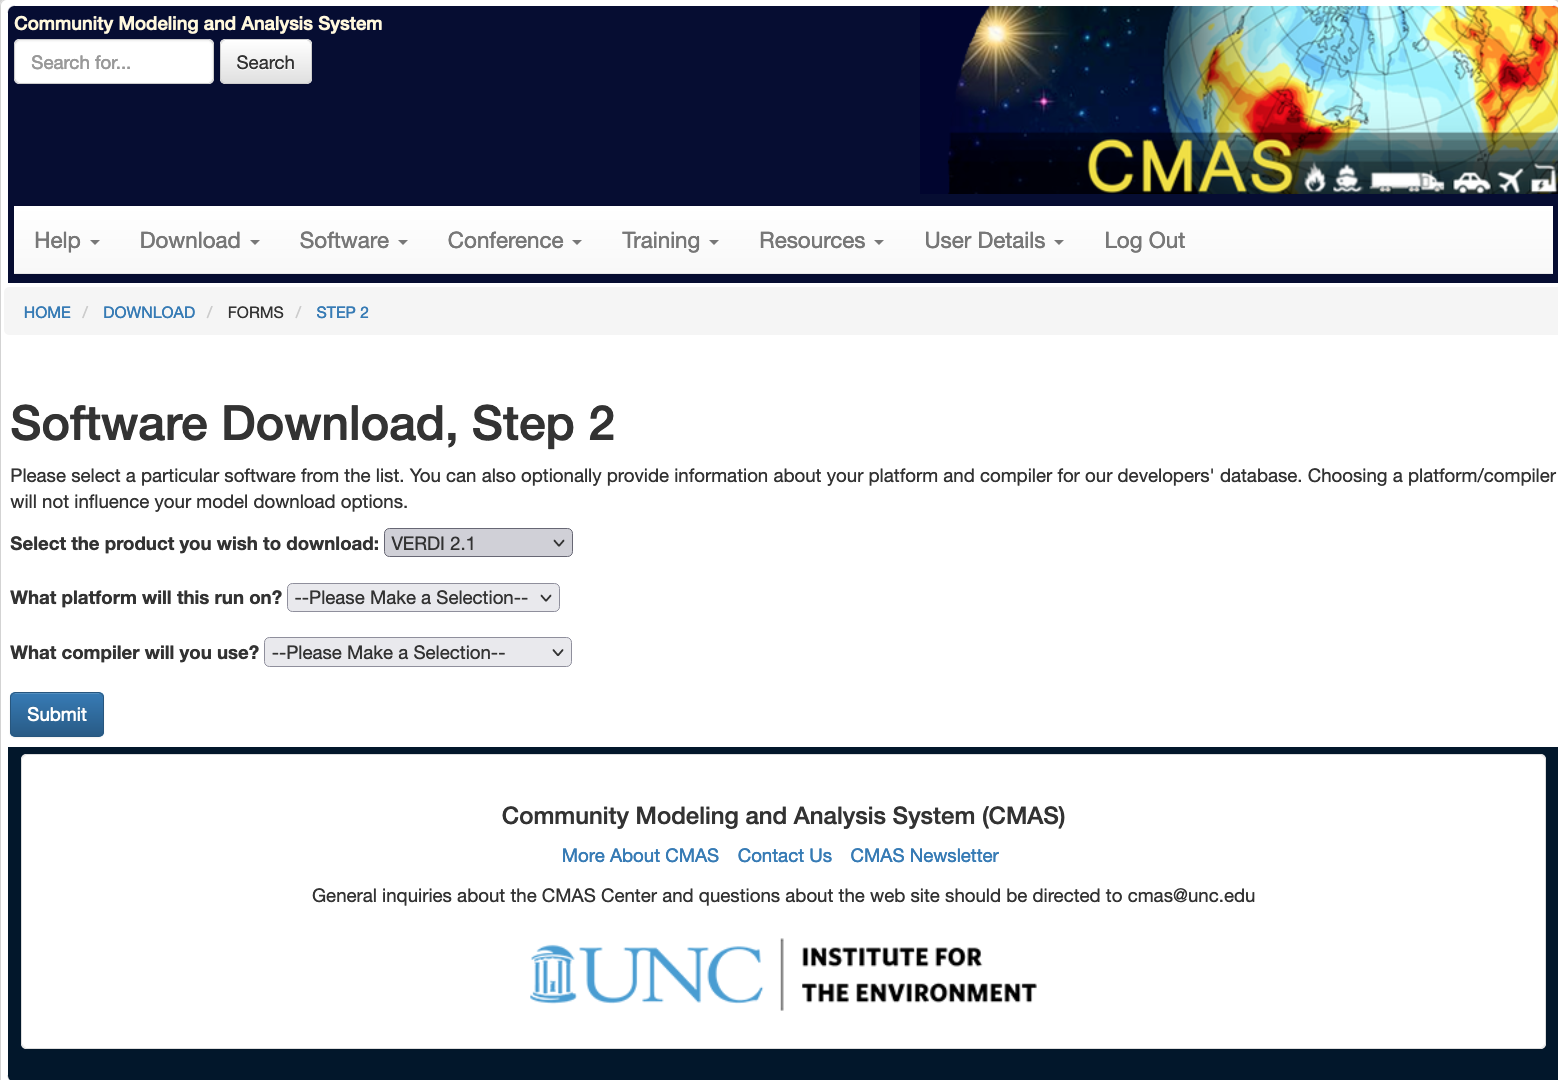 Community Modeling and Analysis System
Search for...
Search
CMAS
Help
Download
Software
Conference
Training
Resources
User Details
Log Out
HOME / DOWNLOAD / FORMS / STEP 2
Software Download, Step 2
Please select a particular software from the list. You can also optionally provide information about your platform and compiler for our developers' database. Choosing a platform/compiler
will not influence your model download options.
Select the product you wish to download: VERDI 2.1
What platform will this run on? --Please Make a Selection--
What compiler will you use? --Please Make a Selection--
Submit
Community Modeling and Analysis System (CMAS)
More About CMAS Contact Us CMAS Newsletter
General inquiries about the CMAS Center and questions about the web site should be directed to cmas@unc.edu
UNC
INSTITUTE FOR
THE ENVIRONMENT